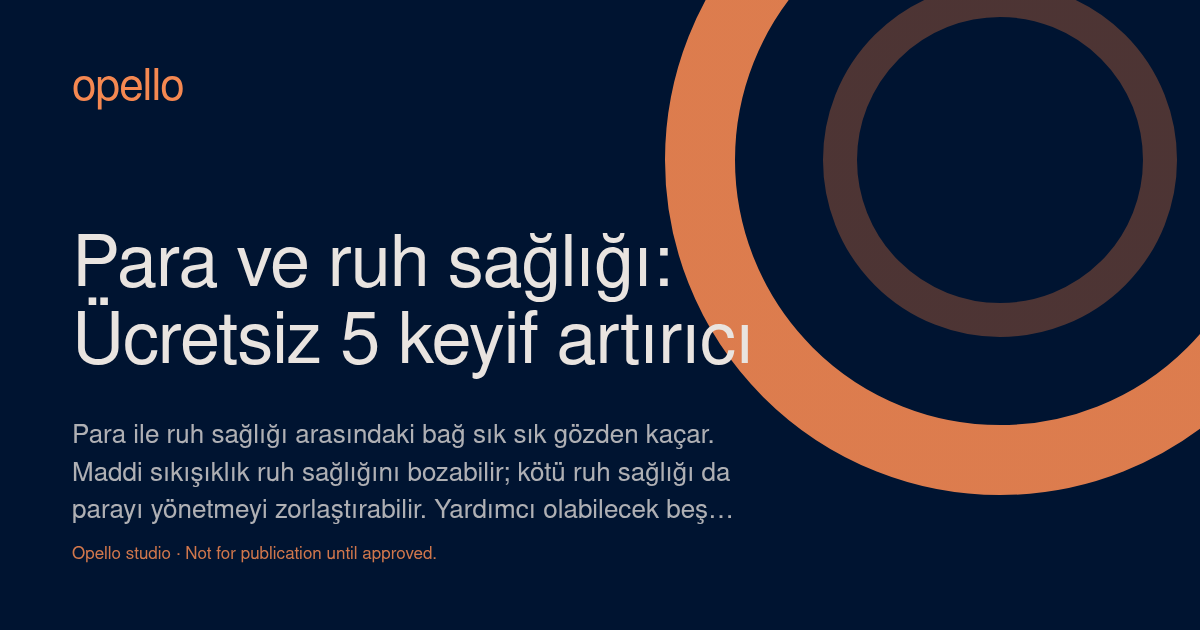 opello
Para ve ruh sağlığı:
Ücretsiz 5 keyif artırıcı
Para ile ruh sağlığı arasındaki bağ sık sık gözden kaçar.
Maddi sıkışıklık ruh sağlığını bozabilir; kötü ruh sağlığı da
parayı yönetmeyi zorlaştırabilir. Yardımcı olabilecek beş…
Opello studio · Not for publication until approved.